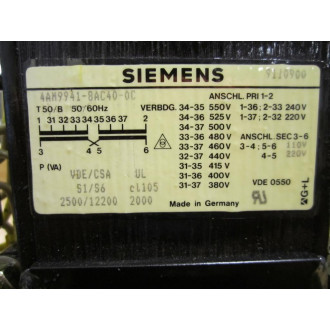 SIEMENS
9110900
4AM9941-8AC40-0C
ANSCHL. PRI 1-2
T 50/B 50/60Hz
VERBDG. 34-35 550V 1-36; 2-33 240V
34-36 525V 1-37; 2-32 220V
34-37 500V
1 31 32 34 35 36 37 2
33-36 480V ANSCHL. SEC 3-6
33-37 460V 3-4; 5-6 110V
3 4 5 6
32-37 440V 4-5 220V
31-35 415V
P (VA)
31-36 400V
31-37 380V
VDE/CSA UL
S1/S6 cl105
VDE 0550
2500/12200 2000
Made in Germany
G+L